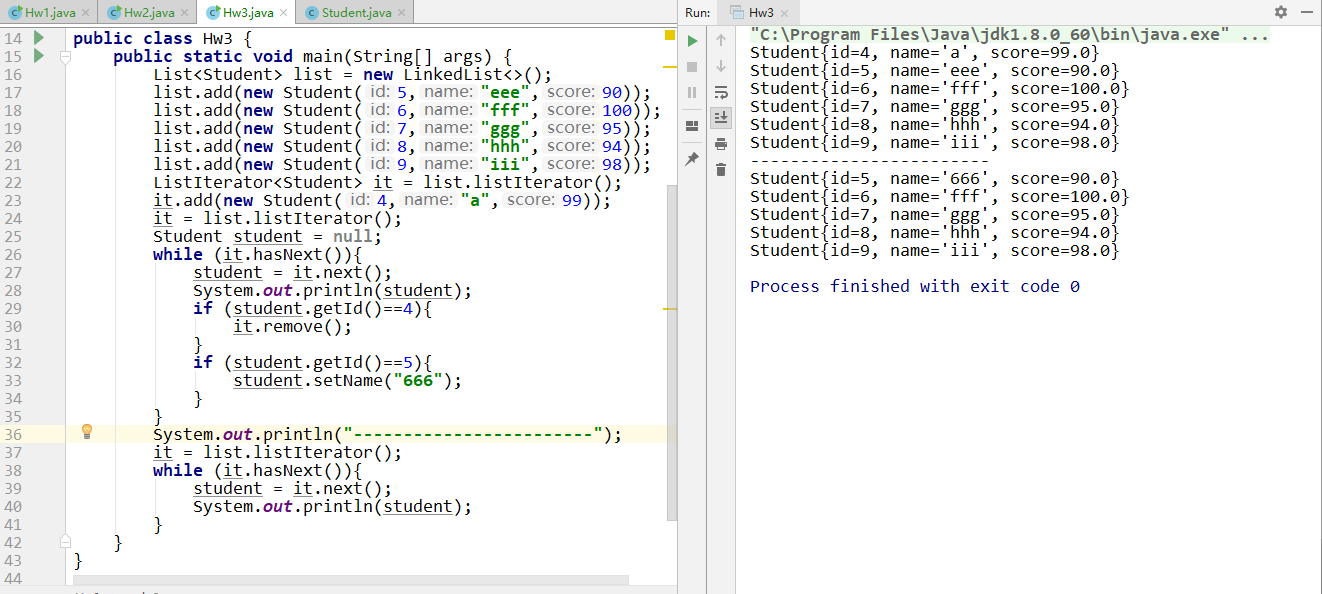 Hw1.java × Hw2.java × Hw3.java × Student.java × Run: Hw3 ×
14 public class Hw3 {
15 public static void main(String[] args) {
16 List<Student> list = new LinkedList<>();
17 list.add(new Student( id: 5, name: "eee", score: 90));
18 list.add(new Student( id: 6, name: "fff", score: 100));
19 list.add(new Student( id: 7, name: "ggg", score: 95));
20 list.add(new Student( id: 8, name: "hhh", score: 94));
21 list.add(new Student( id: 9, name: "iii", score: 98));
22 ListIterator<Student> it = list.listIterator();
23 it.add(new Student( id: 4, name: "a", score: 99));
24 it = list.listIterator();
25 Student student = null;
26 while (it.hasNext()){
27 student = it.next();
28 System.out.println(student);
29 if (student.getId()==4){
30 it.remove();
31 }
32 if (student.getId()==5){
33 student.setName("666");
34 }
35 }
36 System.out.println("------------------------");
37 it = list.listIterator();
38 while (it.hasNext()){
39 student = it.next();
40 System.out.println(student);
41 }
42 }
43 }
44
"C:\Program Files\Java\jdk1.8.0_60\bin\java.exe" ...
Student{id=4, name='a', score=99.0}
Student{id=5, name='eee', score=90.0}
Student{id=6, name='fff', score=100.0}
Student{id=7, name='ggg', score=95.0}
Student{id=8, name='hhh', score=94.0}
Student{id=9, name='iii', score=98.0}
------------------------
Student{id=5, name='666', score=90.0}
Student{id=6, name='fff', score=100.0}
Student{id=7, name='ggg', score=95.0}
Student{id=8, name='hhh', score=94.0}
Student{id=9, name='iii', score=98.0}
Process finished with exit code 0